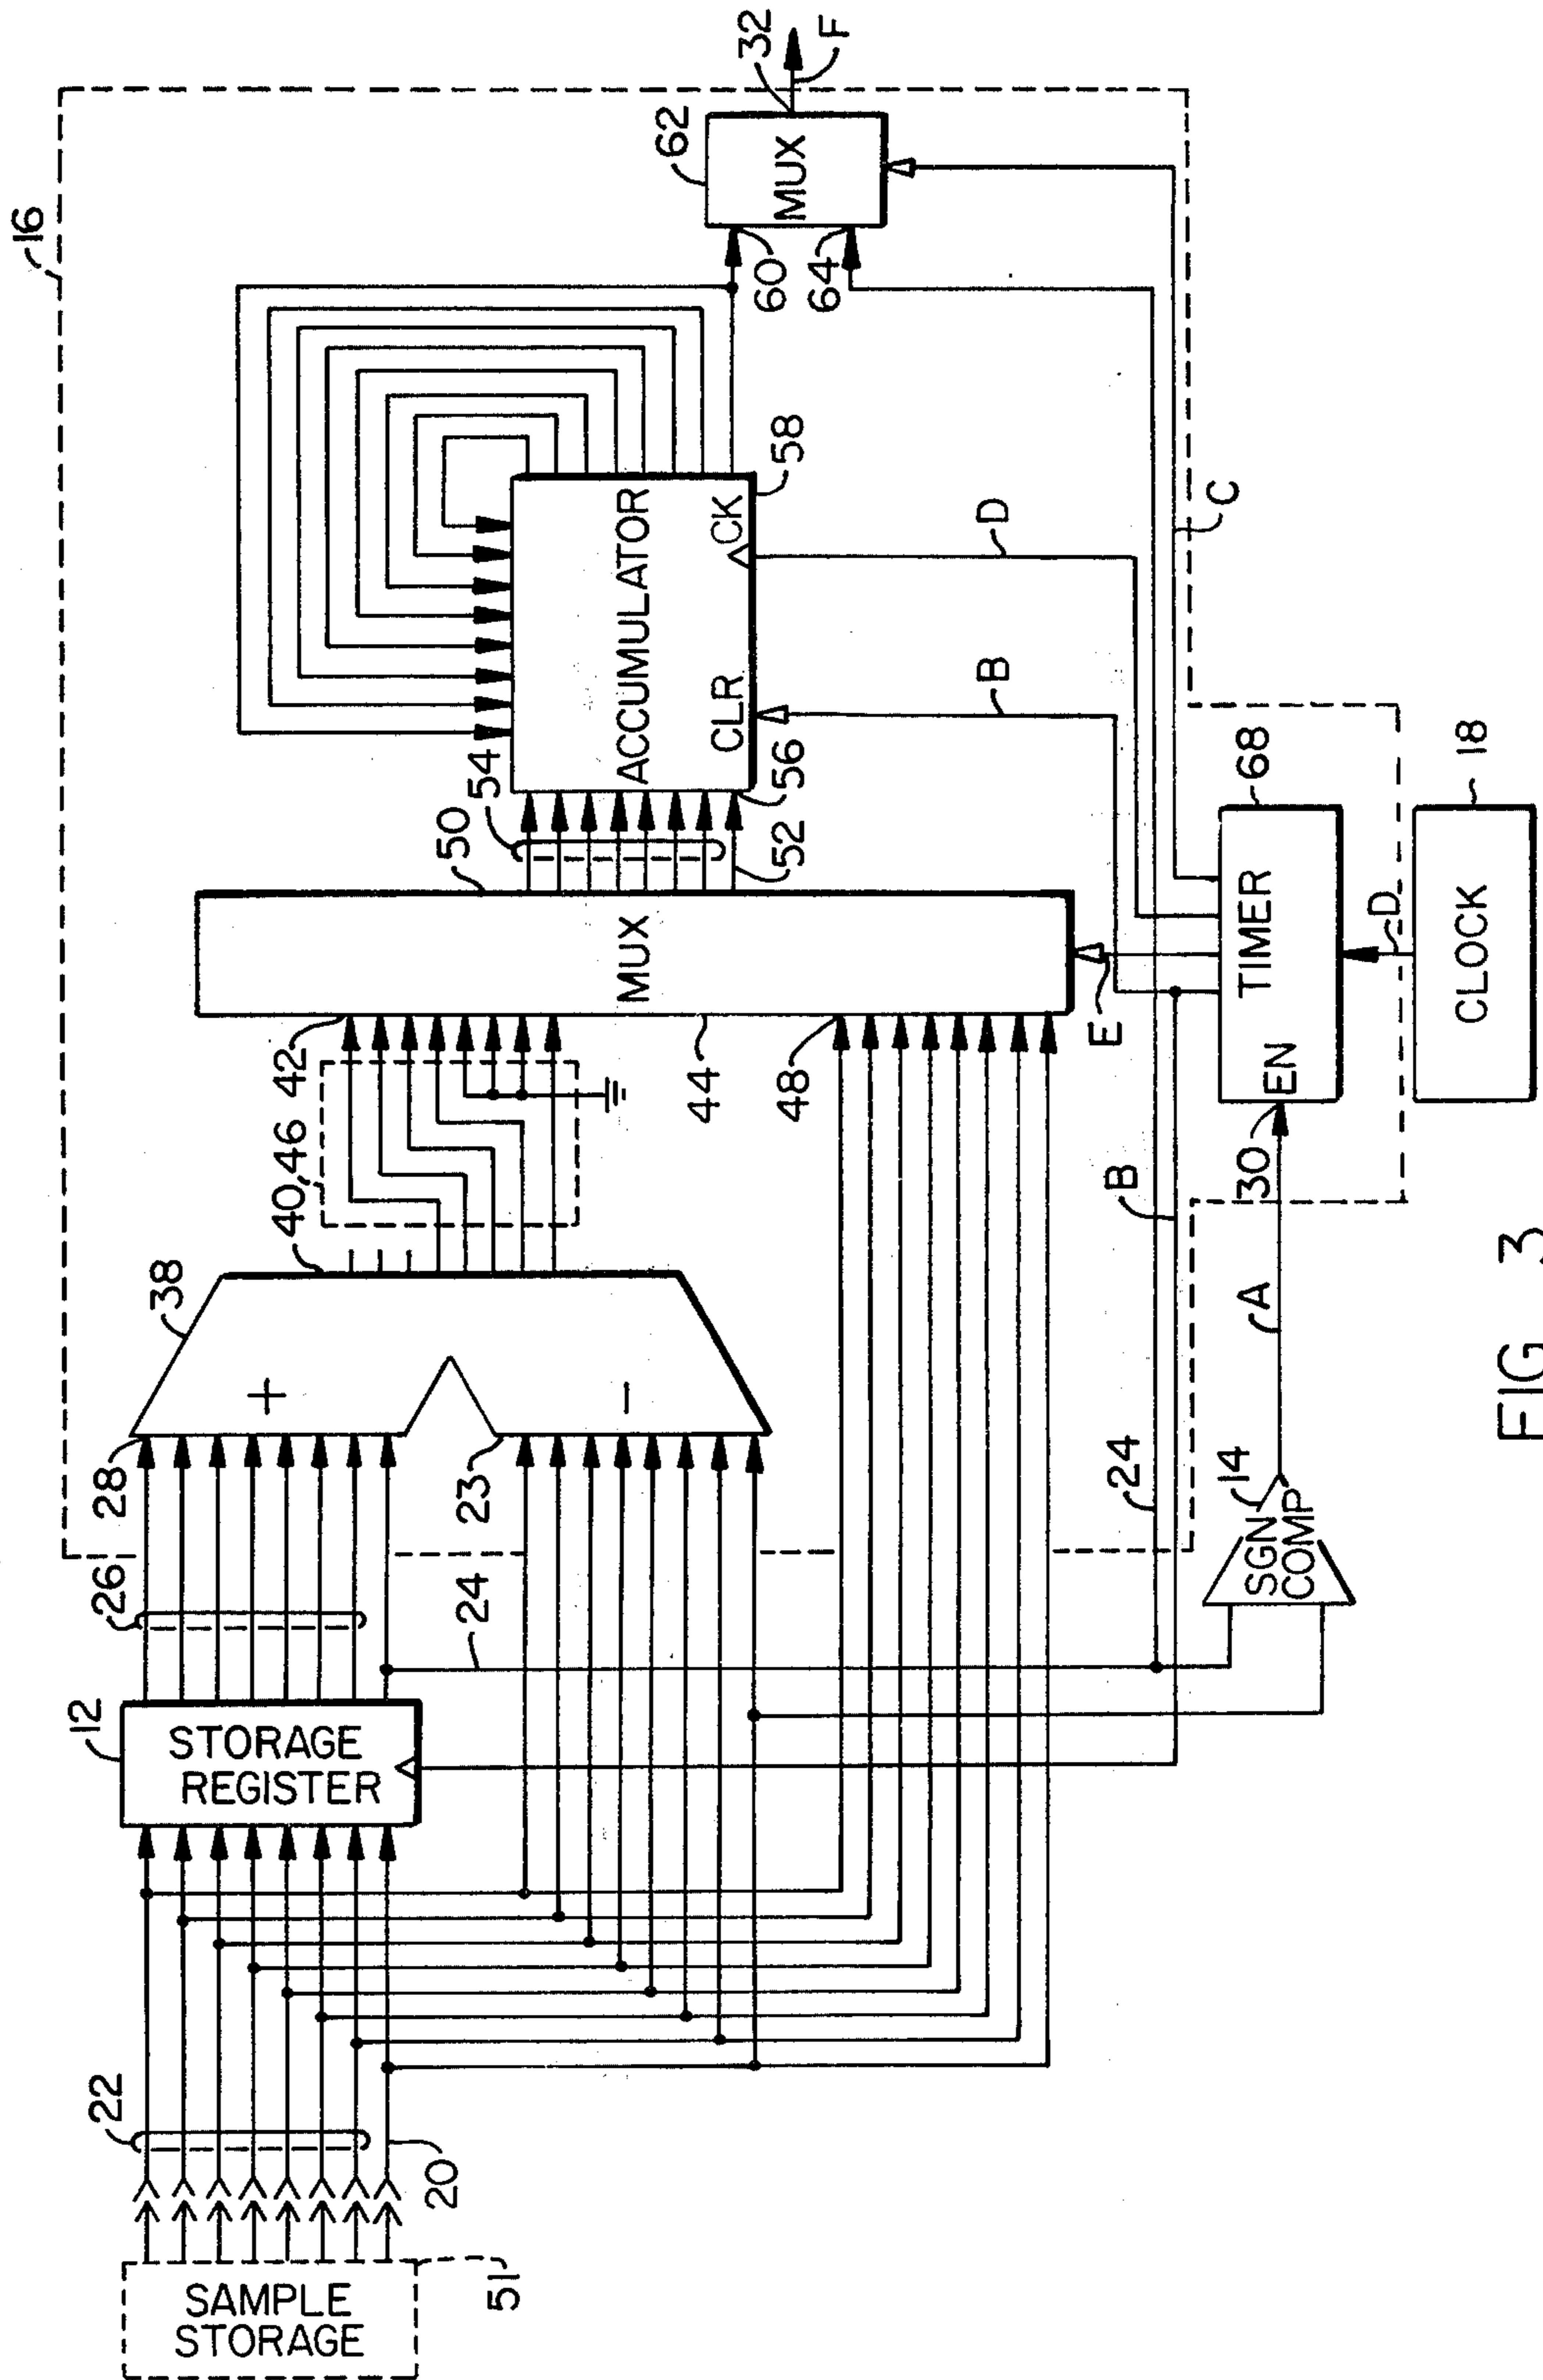 16
SAMPLE
STORAGE
51
22
20
12
STORAGE
REGISTER
26
24
28
23
38
+
−
40
40,46
42
44
48
MUX
50
54
52
56
ACCUMULATOR
CLR
CK
58
60
64
62
MUX
32
F
D
B
C
E
B
24
SGN
COMP
14
A
30
EN
TIMER
68
D
CLOCK
18
FIG. 3